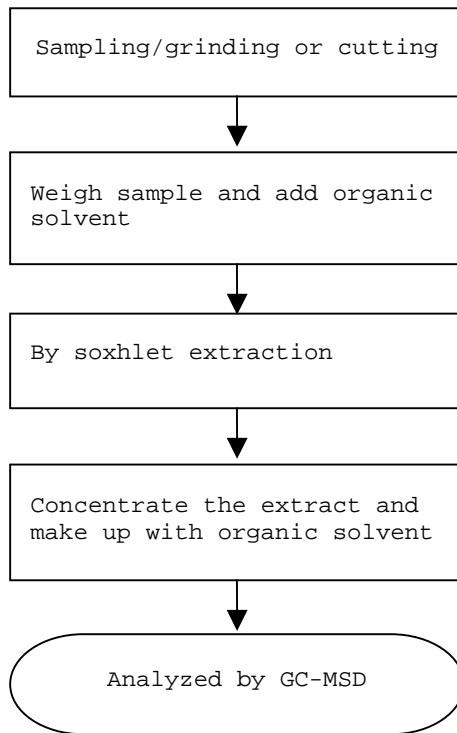 Sampling/grinding or cutting
Weigh sample and add organic
solvent
By soxhlet extraction
Concentrate the extract and
make up with organic solvent
Analyzed by GC-MSD